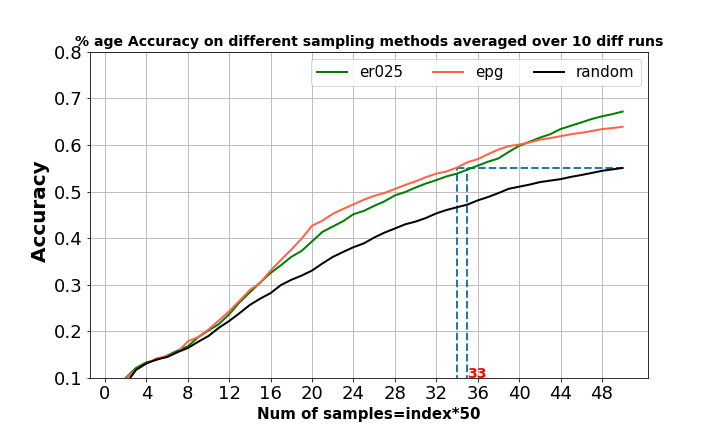 % age Accuracy on different sampling methods averaged over 10 diff runs
er025 epg random
0.8
0.7
0.6
0.5
0.4
0.3
0.2
0.1
Accuracy
33
0 4 8 12 16 20 24 28 32 36 40 44 48
Num of samples=index*50